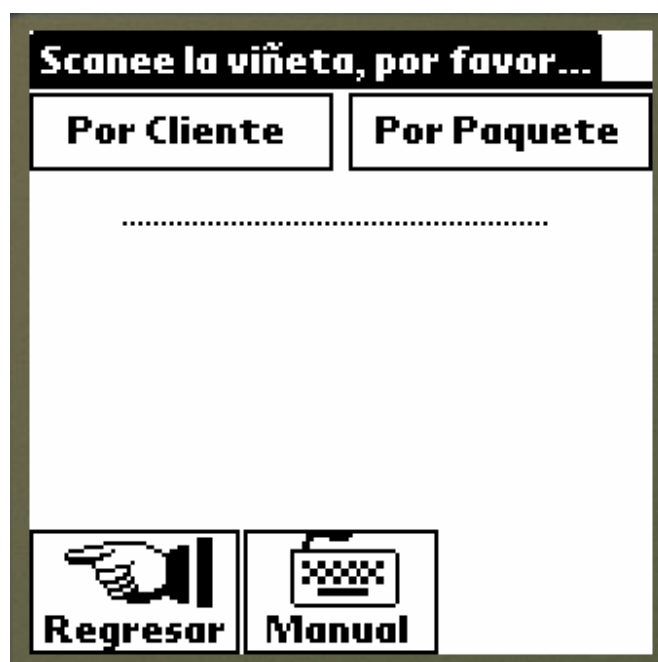 Scanee la viñeta, por favor...
Por Cliente
Por Paquete
Regresar
Manual